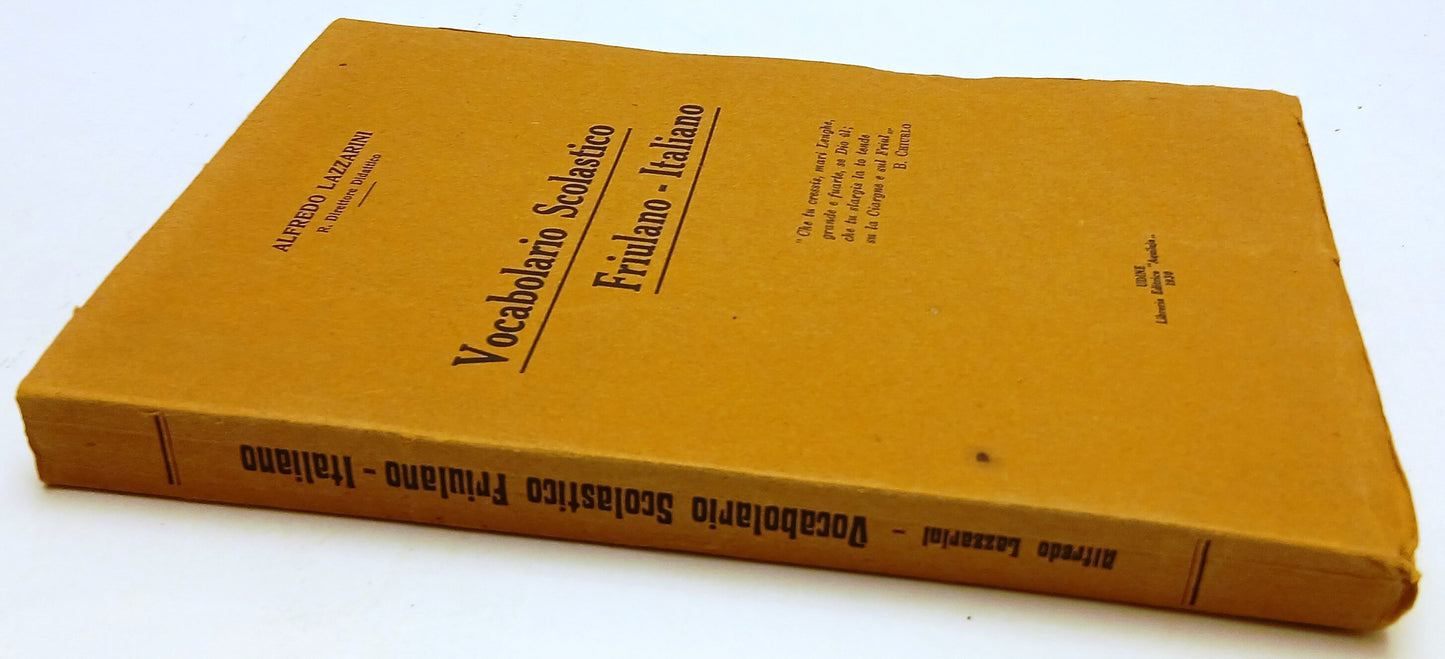 ALFREDO LAZZARINI
R. Direttore Didattico
Vocabolario Scolastico
Friulano - Italiano
" Che tu cressis, mari Lenghe,
grande e fuarte, se Dio ûl;
che tu slargis la to tende
su la Ciargne e sul Friul „
B. CHIURLO
UDINE
Libreria Editrice "Aquileia„
1930
Alfredo Lazzarini - Vocabolario Scolastico Friulano - Italiano